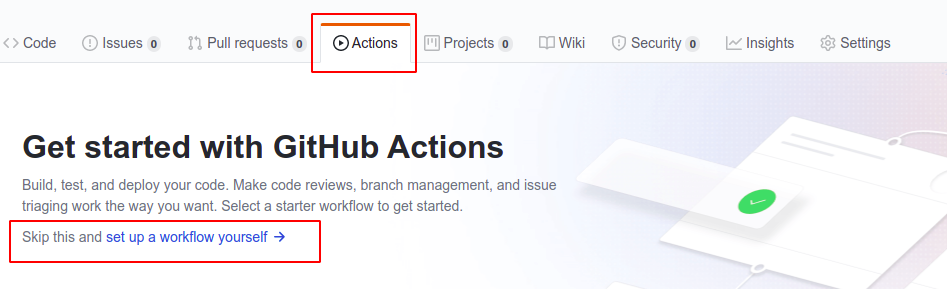 Code Issues 0 Pull requests 0 Actions Projects 0 Wiki Security 0 Insights Settings
Get started with GitHub Actions
Build, test, and deploy your code. Make code reviews, branch management, and issue
triaging work the way you want. Select a starter workflow to get started.
Skip this and set up a workflow yourself →